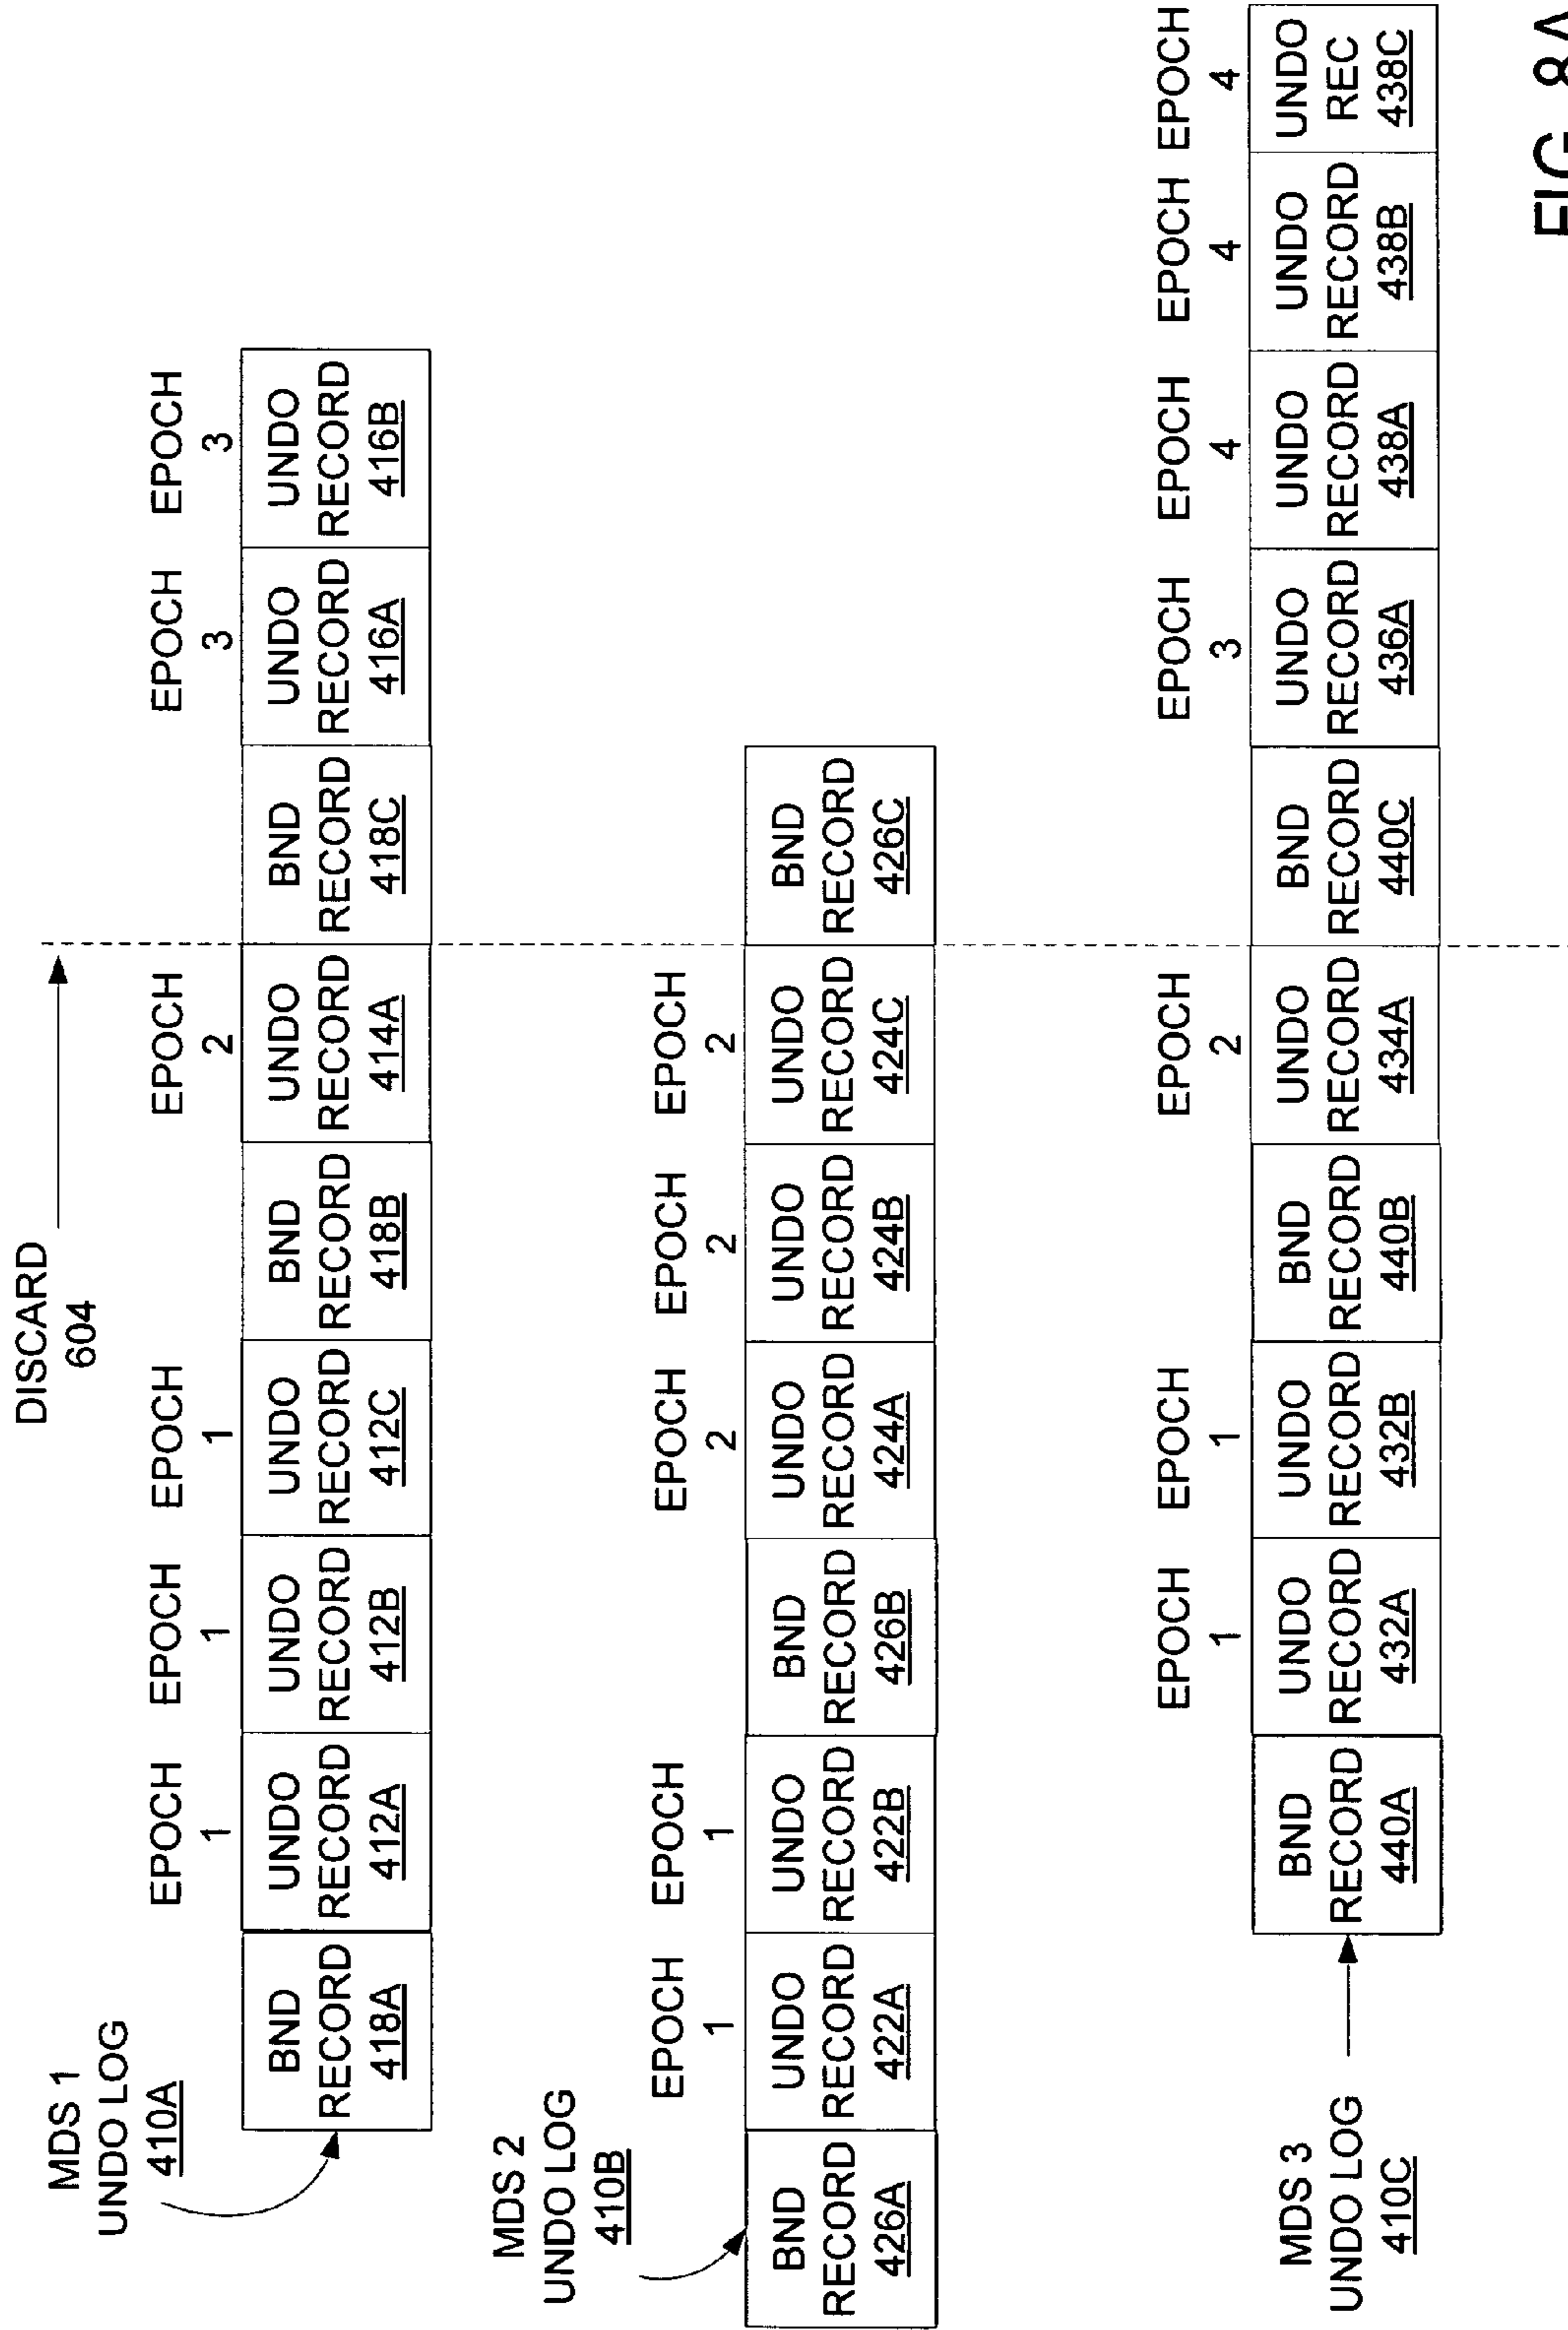 DISCARD
604
MDS 1
UNDO LOG
410A
EPOCH
1
EPOCH
1
EPOCH
1
EPOCH
2
EPOCH
3
EPOCH
3
BND
RECORD
418A
UNDO
RECORD
412A
UNDO
RECORD
412B
UNDO
RECORD
412C
BND
RECORD
418B
UNDO
RECORD
414A
BND
RECORD
418C
UNDO
RECORD
416A
UNDO
RECORD
416B
MDS 2
UNDO LOG
410B
EPOCH
1
EPOCH
1
EPOCH
2
EPOCH
2
EPOCH
2
BND
RECORD
426A
UNDO
RECORD
422A
UNDO
RECORD
422B
BND
RECORD
426B
UNDO
RECORD
424A
UNDO
RECORD
424B
UNDO
RECORD
424C
BND
RECORD
426C
MDS 3
UNDO LOG
410C
EPOCH
1
EPOCH
1
EPOCH
2
EPOCH
3
EPOCH
4
EPOCH
4
EPOCH
4
BND
RECORD
440A
UNDO
RECORD
432A
UNDO
RECORD
432B
BND
RECORD
440B
UNDO
RECORD
434A
BND
RECORD
440C
UNDO
RECORD
436A
UNDO
RECORD
438A
UNDO
RECORD
438B
UNDO
REC
438C
FIG. 8A